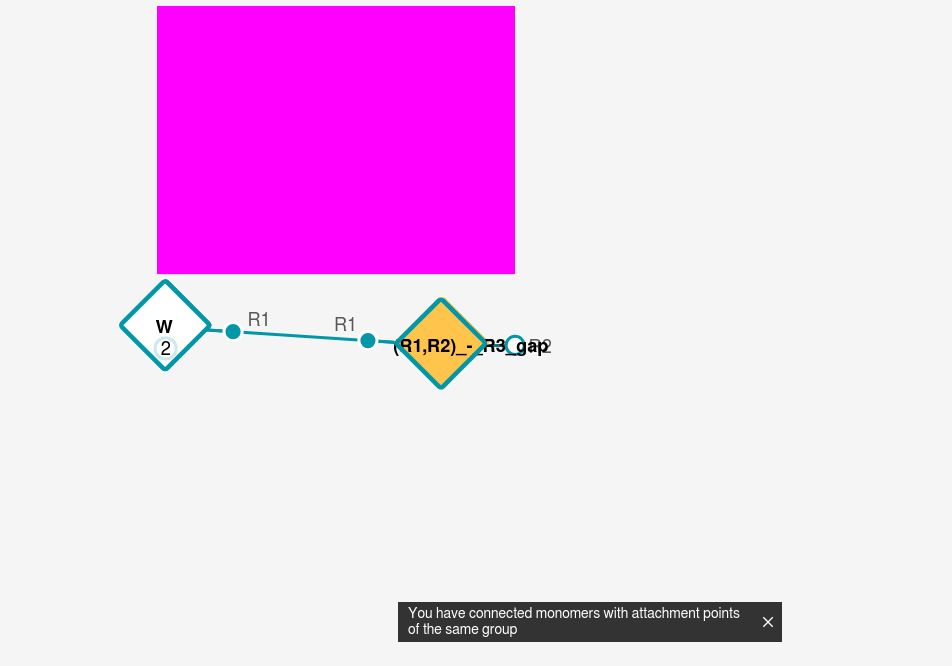 R1
R1
W
2
(R1,R2)_-_R3_gap
R2
You have connected monomers with attachment points
of the same group